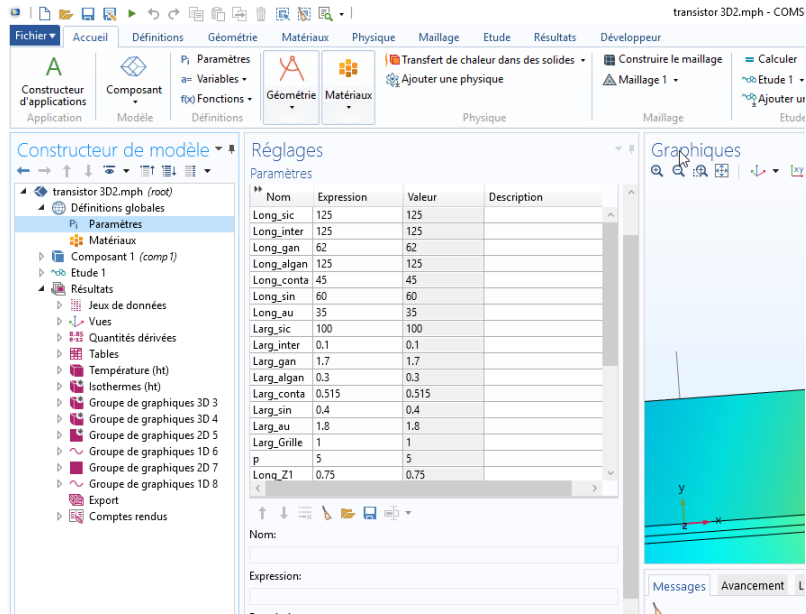 transistor 3D2.mph - COMS
Fichier Accueil Définitions Géométrie Matériaux Physique Maillage Etude Résultats Développeur
Constructeur d'applications
Application
Composant
Modèle
Pi Paramètres
a= Variables
f(x) Fonctions
Définitions
Géométrie
Matériaux
Transfert de chaleur dans des solides
Ajouter une physique
Physique
Construire le maillage
Maillage 1
Maillage
= Calculer
Etude 1
Ajouter un
Etude
Constructeur de modèle
transistor 3D2.mph (root)
Définitions globales
Pi Paramètres
Matériaux
Composant 1 (comp1)
Etude 1
Résultats
Jeux de données
Vues
Quantités dérivées
Tables
Température (ht)
Isothermes (ht)
Groupe de graphiques 3D 3
Groupe de graphiques 3D 4
Groupe de graphiques 2D 5
Groupe de graphiques 1D 6
Groupe de graphiques 2D 7
Groupe de graphiques 1D 8
Export
Comptes rendus
Réglages
Paramètres
Nom Expression Valeur Description
Long_sic 125 125
Long_inter 125 125
Long_gan 62 62
Long_algan 125 125
Long_conta 45 45
Long_sin 60 60
Long_au 35 35
Larg_sic 100 100
Larg_inter 0.1 0.1
Larg_gan 1.7 1.7
Larg_algan 0.3 0.3
Larg_conta 0.515 0.515
Larg_sin 0.4 0.4
Larg_au 1.8 1.8
Larg_Grille 1 1
p 5 5
Long_Z1 0.75 0.75
Nom:
Expression:
Graphiques
y
z x
Messages Avancement L